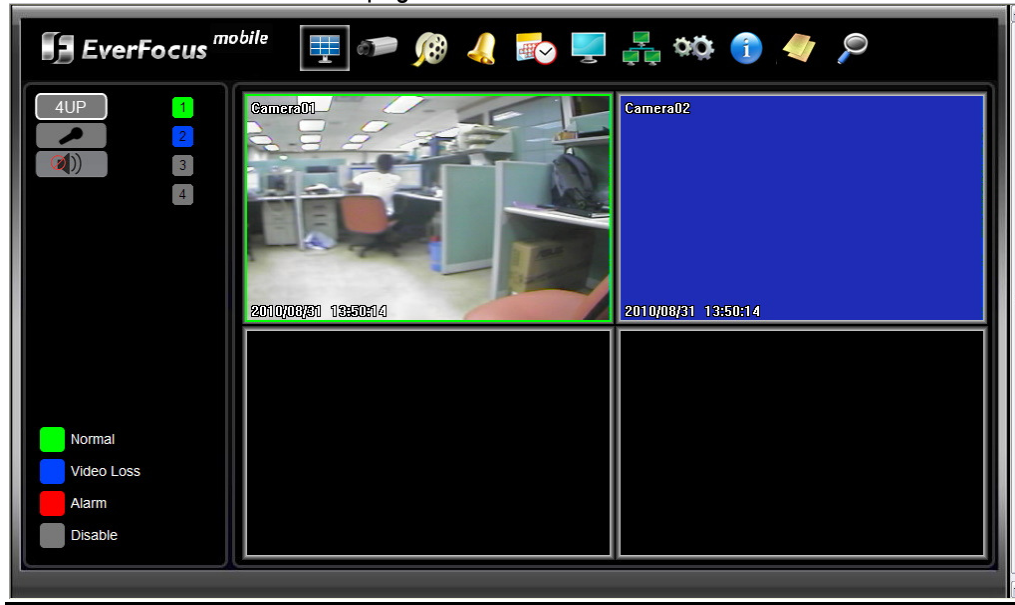 EverFocus mobile
4UP
1
2
3
4
Camera01
Camera02
2010/08/31 13:50:14
2010/08/31 13:50:14
Normal
Video Loss
Alarm
Disable